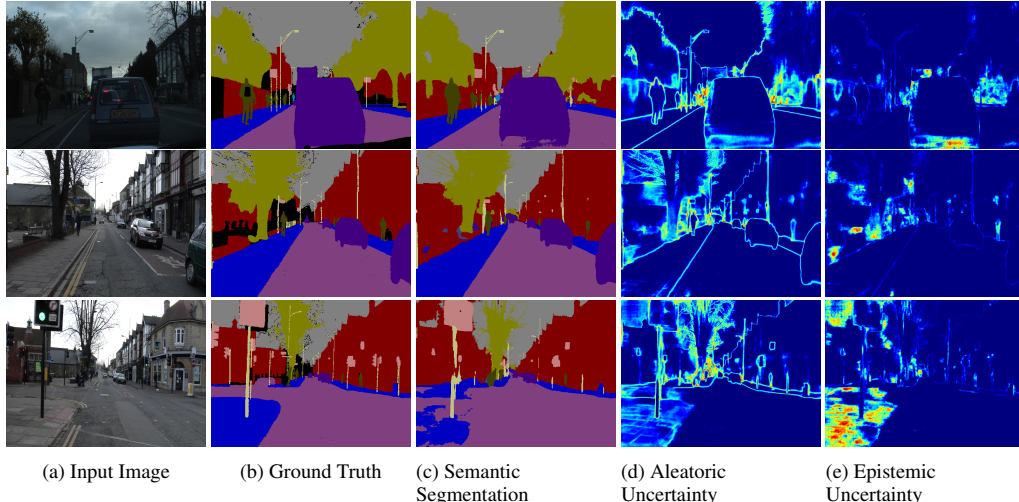 (a) Input Image
(b) Ground Truth
(c) Semantic
Segmentation
(d) Aleatoric
Uncertainty
(e) Epistemic
Uncertainty